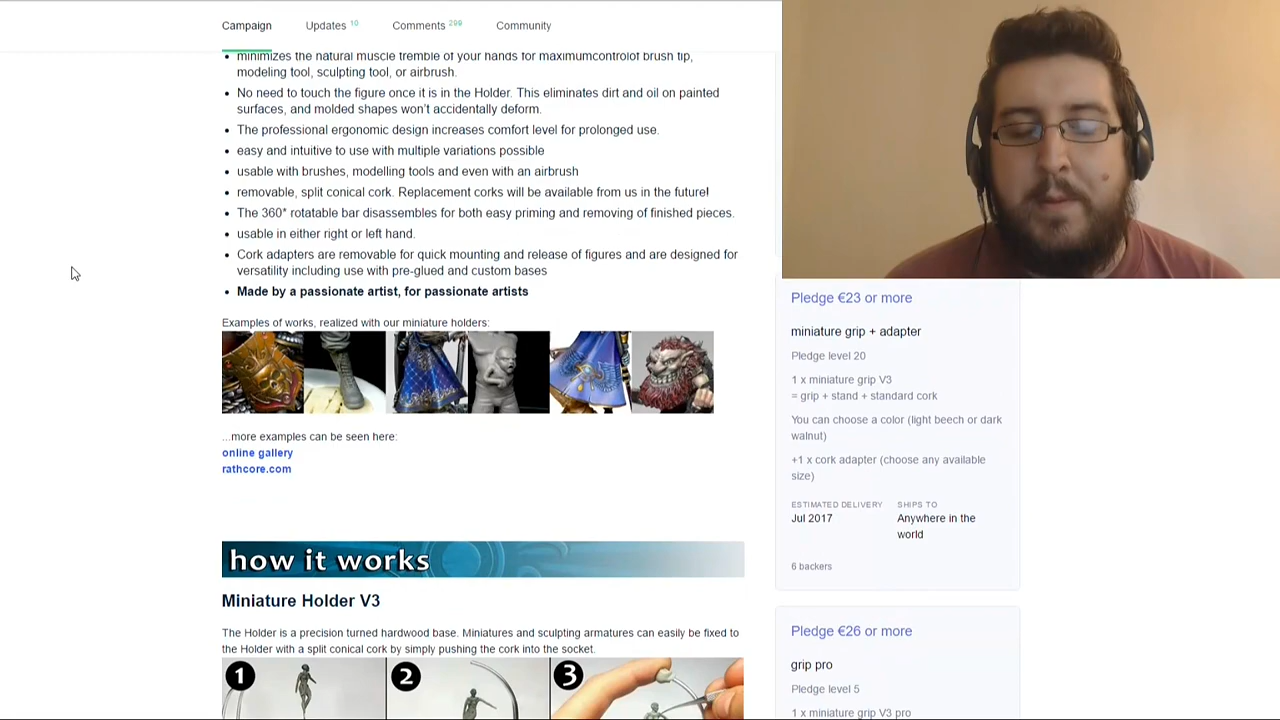 Campaign Updates 10 Comments 299 Community
minimizes the natural muscle tremble of your hands for maximumcontrolof brush tip,
modeling tool, sculpting tool, or airbrush.
No need to touch the figure once it is in the Holder. This eliminates dirt and oil on painted
surfaces, and molded shapes won't accidentally deform.
The professional ergonomic design increases comfort level for prolonged use.
easy and intuitive to use with multiple variations possible
usable with brushes, modelling tools and even with an airbrush
removable, split conical cork. Replacement corks will be available from us in the future!
The 360* rotatable bar disassembles for both easy priming and removing of finished pieces.
usable in either right or left hand.
Cork adapters are removable for quick mounting and release of figures and are designed for
versatility including use with pre-glued and custom bases
Made by a passionate artist, for passionate artists
Examples of works, realized with our miniature holders:
...more examples can be seen here:
online gallery
rathcore.com
how it works
Miniature Holder V3
The Holder is a precision turned hardwood base. Miniatures and sculpting armatures can easily be fixed to
the Holder with a split conical cork by simply pushing the cork into the socket.
1 2 3
Pledge €23 or more
miniature grip + adapter
Pledge level 20
1 x miniature grip V3
= grip + stand + standard cork
You can choose a color (light beech or dark
walnut)
+1 x cork adapter (choose any available
size)
ESTIMATED DELIVERY SHIPS TO
Jul 2017 Anywhere in the
world
6 backers
Pledge €26 or more
grip pro
Pledge level 5
1 x miniature grip V3 pro